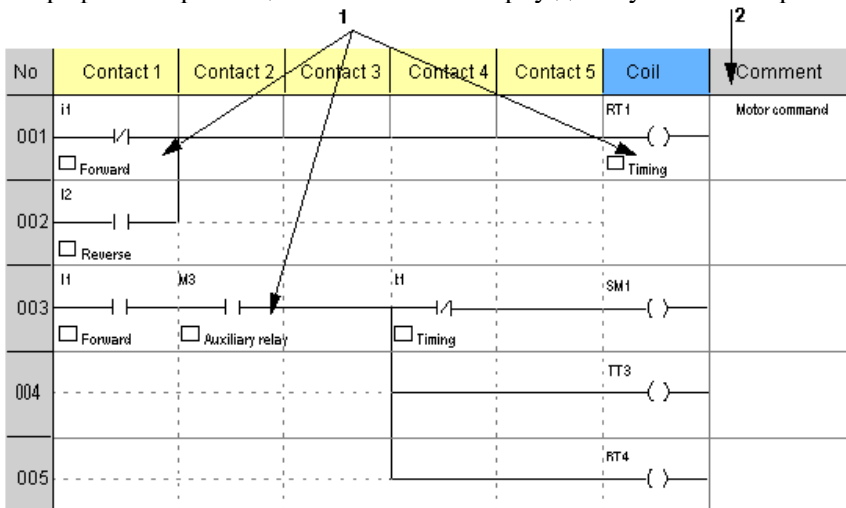 1 2
No Contact 1 Contact 2 Contact 3 Contact 4 Contact 5 Coil Comment
i1 RT1 Motor command
001
Forward Timing
I2
002
Reverse
I1 M3 t1 SM1
003
Forward Auxiliary relay Timing
TT3
004
RT4
005